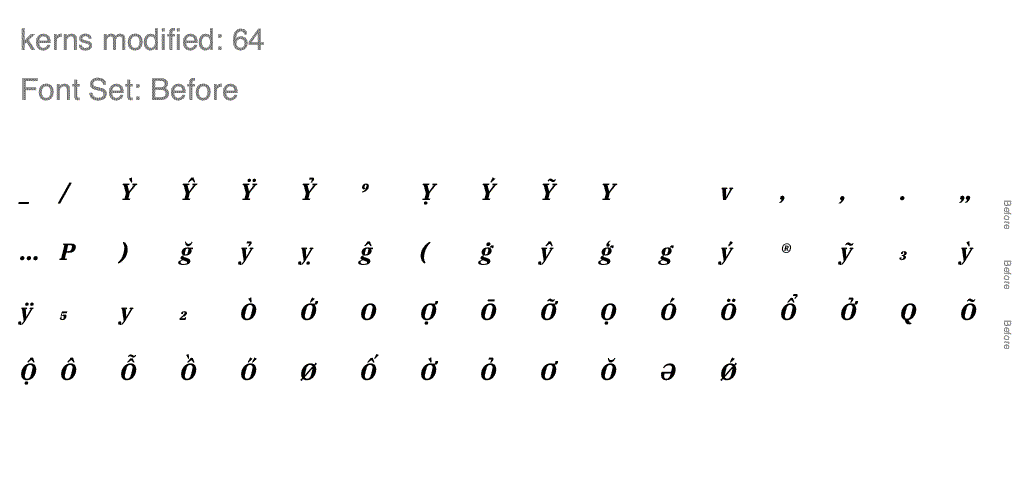 kerns modified: 64
Font Set: Before
_ / Ỳ Ŷ Ÿ Ỷ ⁹ Ỵ Ý Ỹ Y v , , . „
… P ) ğ ỷ ỵ ĝ ( ġ ŷ ģ g ý ® ỹ ₃ ỳ
ÿ ₅ y ₂ Ò Ớ O Ợ Ō Ỡ Ọ Ó Ö Ổ Ở Q Õ
Ộ Ô Ỗ Ồ Ő Ø Ố Ờ Ỏ Ơ Ŏ Ə Ǿ
Before
Before
Before